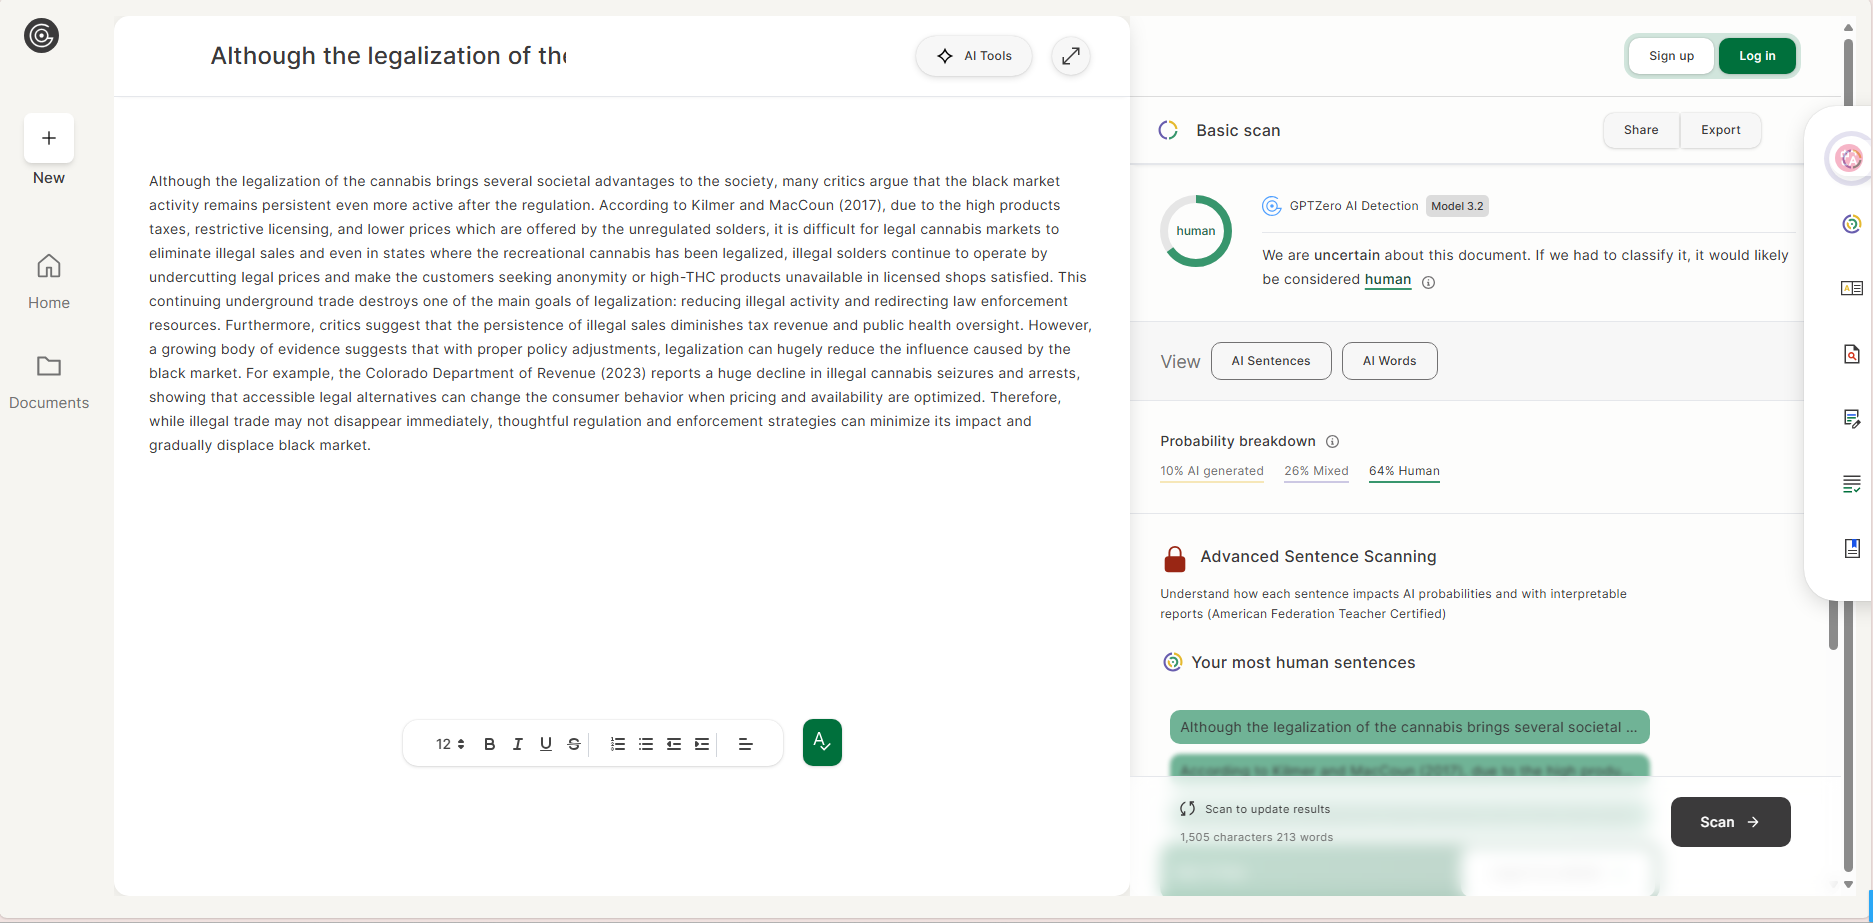 Although the legalization of the
AI Tools
Sign up
Log in
New
Home
Documents
Although the legalization of the cannabis brings several societal advantages to the society, many critics argue that the black market
activity remains persistent even more active after the regulation. According to Kilmer and MacCoun (2017), due to the high products
taxes, restrictive licensing, and lower prices which are offered by the unregulated solders, it is difficult for legal cannabis markets to
eliminate illegal sales and even in states where the recreational cannabis has been legalized, illegal solders continue to operate by
undercutting legal prices and make the customers seeking anonymity or high-THC products unavailable in licensed shops satisfied. This
continuing underground trade destroys one of the main goals of legalization: reducing illegal activity and redirecting law enforcement
resources. Furthermore, critics suggest that the persistence of illegal sales diminishes tax revenue and public health oversight. However,
a growing body of evidence suggests that with proper policy adjustments, legalization can hugely reduce the influence caused by the
black market. For example, the Colorado Department of Revenue (2023) reports a huge decline in illegal cannabis seizures and arrests,
showing that accessible legal alternatives can change the consumer behavior when pricing and availability are optimized. Therefore,
while illegal trade may not disappear immediately, thoughtful regulation and enforcement strategies can minimize its impact and
gradually displace black market.
12
B I U S
Basic scan
Share
Export
human
GPTZero AI Detection
Model 3.2
We are uncertain about this document. If we had to classify it, it would likely
be considered human
View
AI Sentences
AI Words
Probability breakdown
10% AI generated
26% Mixed
64% Human
Advanced Sentence Scanning
Understand how each sentence impacts AI probabilities and with interpretable
reports (American Federation Teacher Certified)
Your most human sentences
Although the legalization of the cannabis brings several societal ...
According to Kilmer and MacCoun (2017), due to the high produ...
Scan to update results
1,505 characters 213 words
Scan